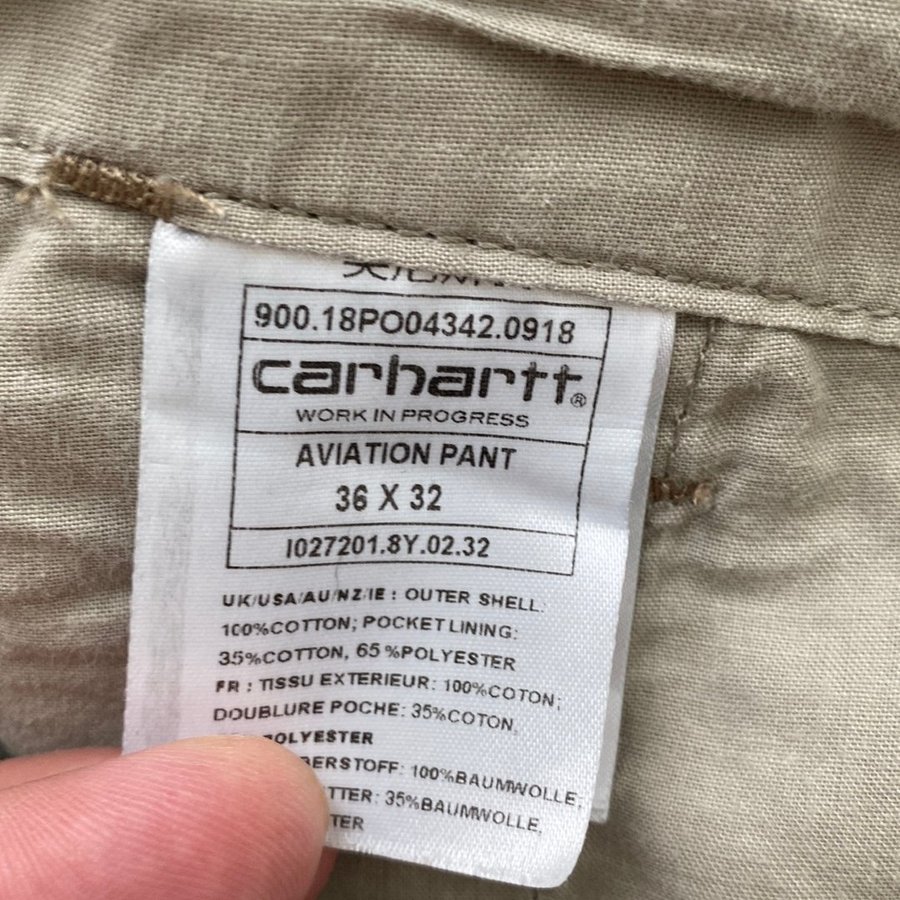 900.18PO04342.0918
carhartt®
WORK IN PROGRESS
AVIATION PANT
36 X 32
I027201.8Y.02.32
UK/USA/AU/NZ/IE : OUTER SHELL:
100%COTTON; POCKET LINING:
35%COTTON, 65%POLYESTER
FR : TISSU EXTERIEUR: 100%COTON;
DOUBLURE POCHE: 35%COTON,
POLYESTER
100%BAUMWOLLE;
35%BAUMWOLLE,